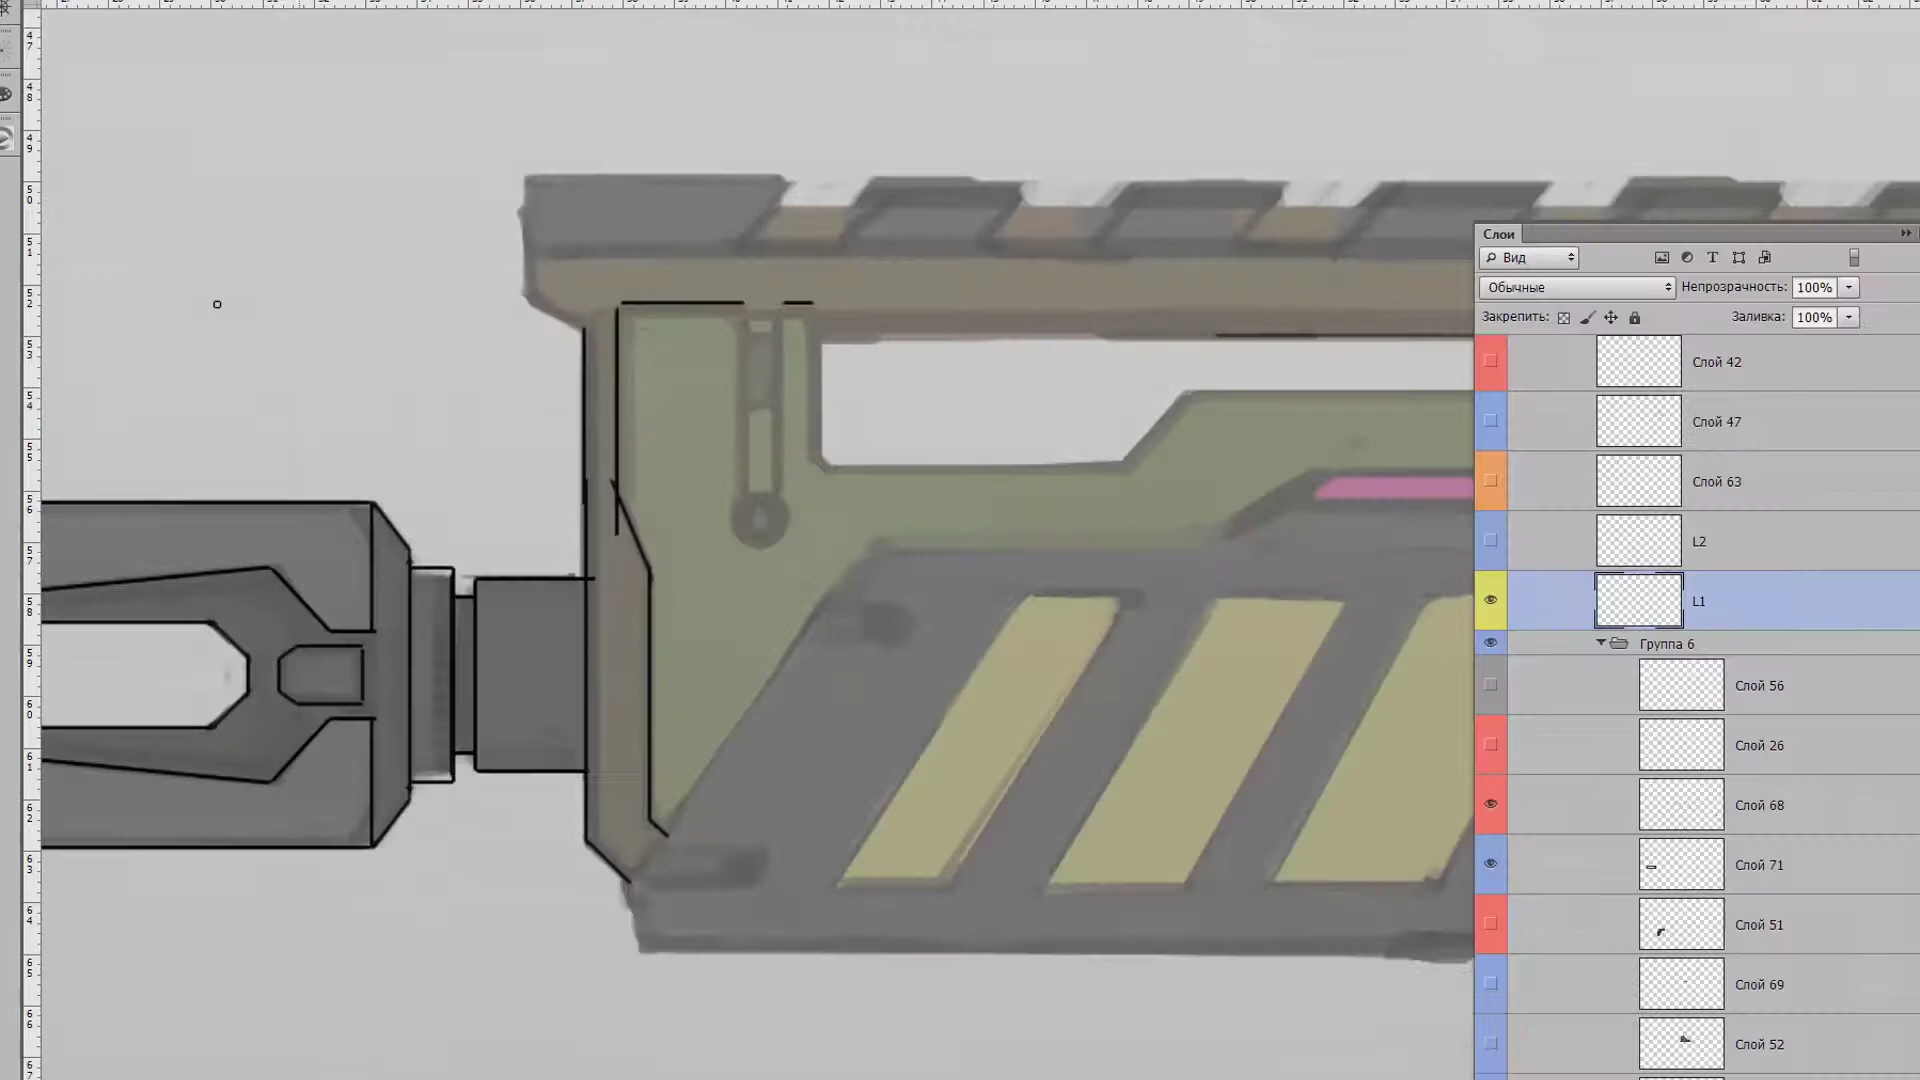 Слои
Вид
Обычные
Непрозрачность: 100%
Закрепить:
Заливка: 100%
Слой 42
Слой 47
Слой 63
L2
L1
Группа 6
Слой 56
Слой 26
Слой 68
Слой 71
Слой 51
Слой 69
Слой 52